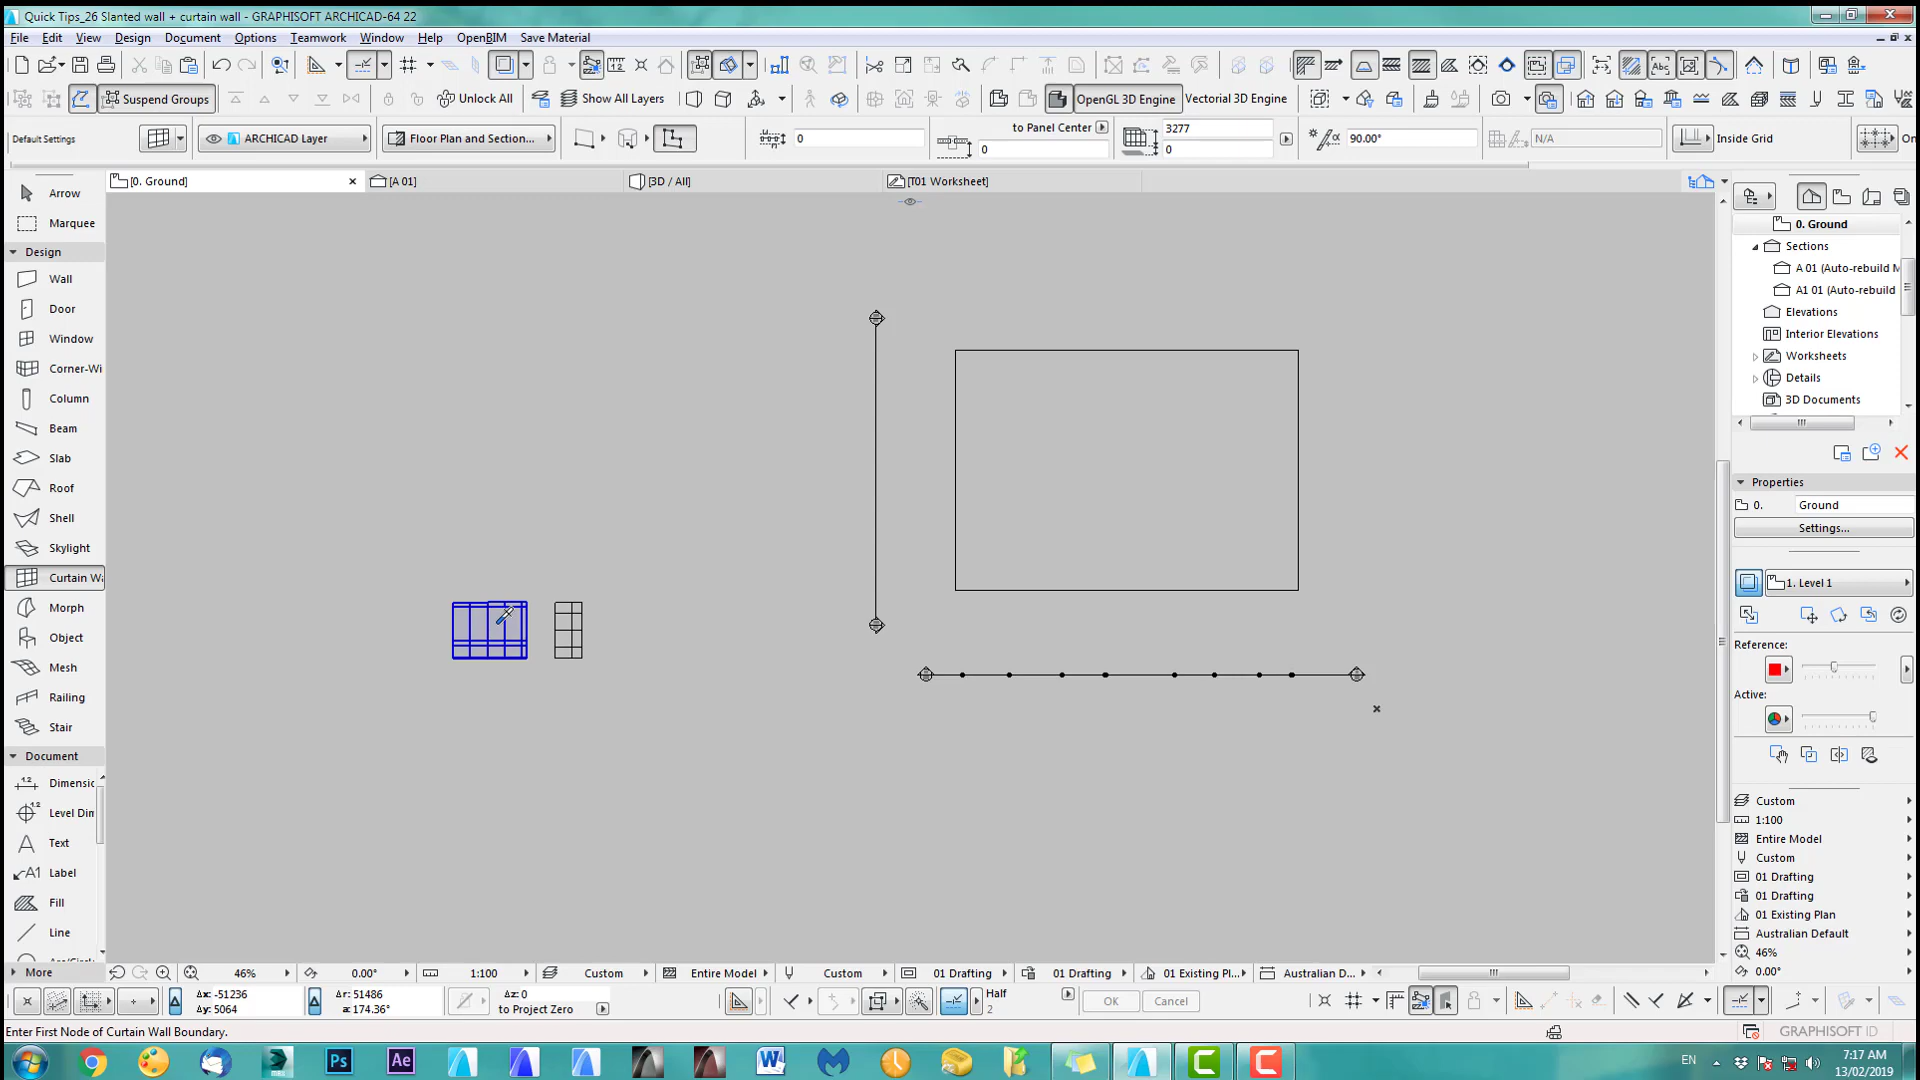 Quick Tips_26 Slanted wall + curtain wall - GRAPHISOFT ARCHICAD-64 22
File Edit View Design Document Options Teamwork Window Help OpenBIM Save Material
Suspend Groups Unlock All Show All Layers OpenGL 3D Engine Vectorial 3D Engine
Default Settings ARCHICAD Layer Floor Plan and Section... 0 to Panel Center 0 3277 0 90.00° N/A Inside Grid On
[0. Ground] [A 01] [3D / All] [T01 Worksheet]
Arrow
Marquee
Design
Wall
Door
Window
Corner-Wi
Column
Beam
Slab
Roof
Shell
Skylight
Curtain Wa
Morph
Object
Mesh
Railing
Stair
Document
Dimensic
Level Dim
Text
A1 Label
Fill
Line
More
0. Ground
Sections
A 01 (Auto-rebuild M
A1 01 (Auto-rebuild
Elevations
Interior Elevations
Worksheets
Details
3D Documents
Properties
0. Ground
Settings...
1. Level 1
Reference:
Active:
Custom
1:100
Entire Model
Custom
01 Drafting
01 Drafting
01 Existing Plan
Australian Default
46%
0.00°
46% 0.00° 1:100 Custom Entire Model Custom 01 Drafting 01 Drafting 01 Existing Pl... Australian D...
Δx: -51236 Δr: 51486 Δz: 0 Half
Δy: 5064 a: 174.36° to Project Zero 2 OK Cancel
Enter First Node of Curtain Wall Boundary. GRAPHISOFT ID
Ps Ae W EN 7:17 AM
13/02/2019